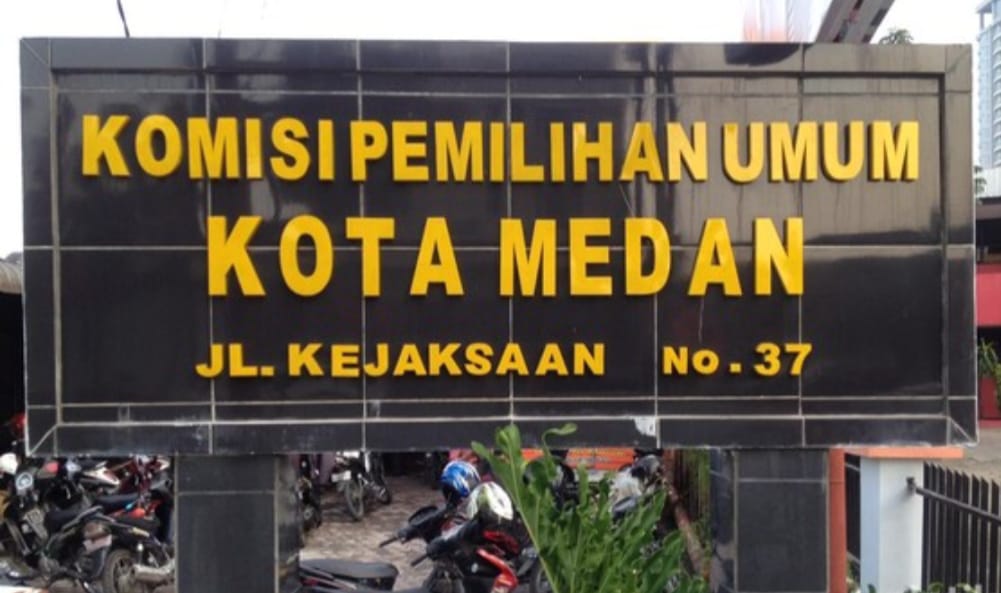 KOMISI PEMILIHAN UMUM
KOTA MEDAN
JL. KEJAKSAAN No. 37